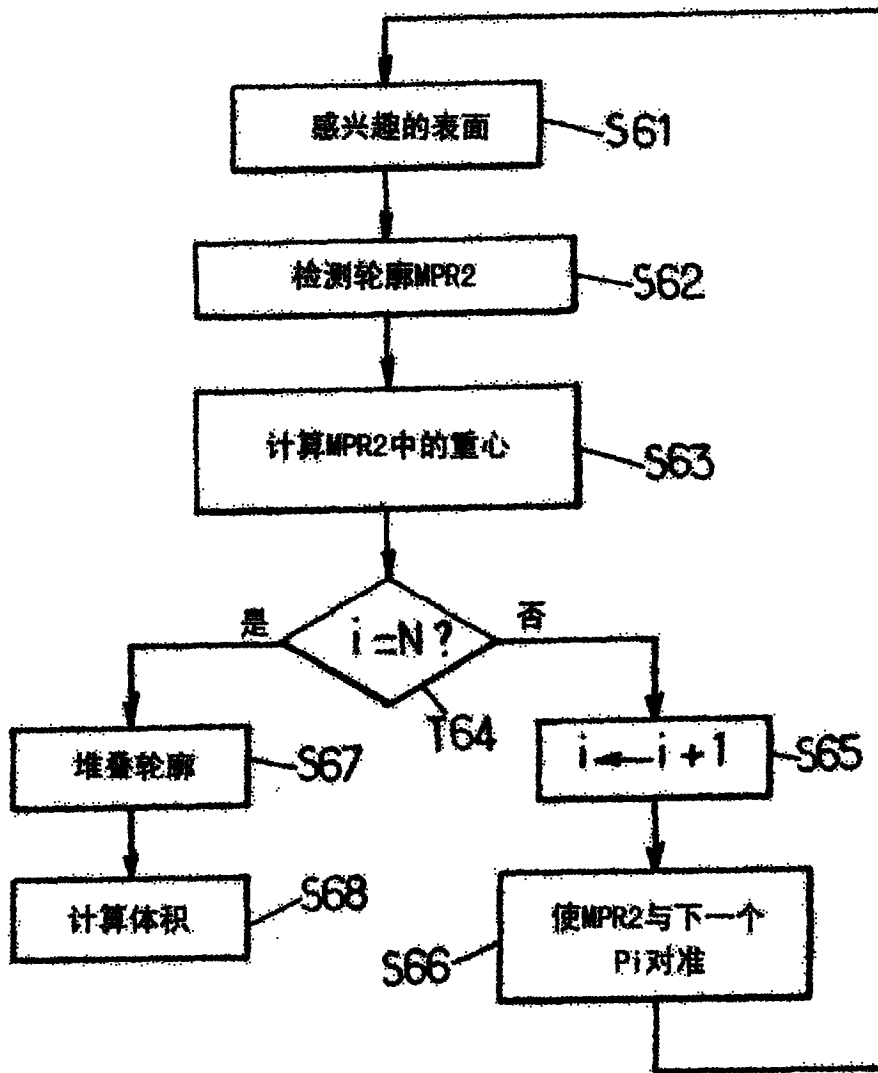 感兴趣的表面
S61
检测轮廓MPR2
S62
计算MPR2中的重心
S63
是
i=N?
否
T64
堆叠轮廓
S67
i←i+1
S65
计算体积
S68
使MPR2与下一个
Pi对准
S66